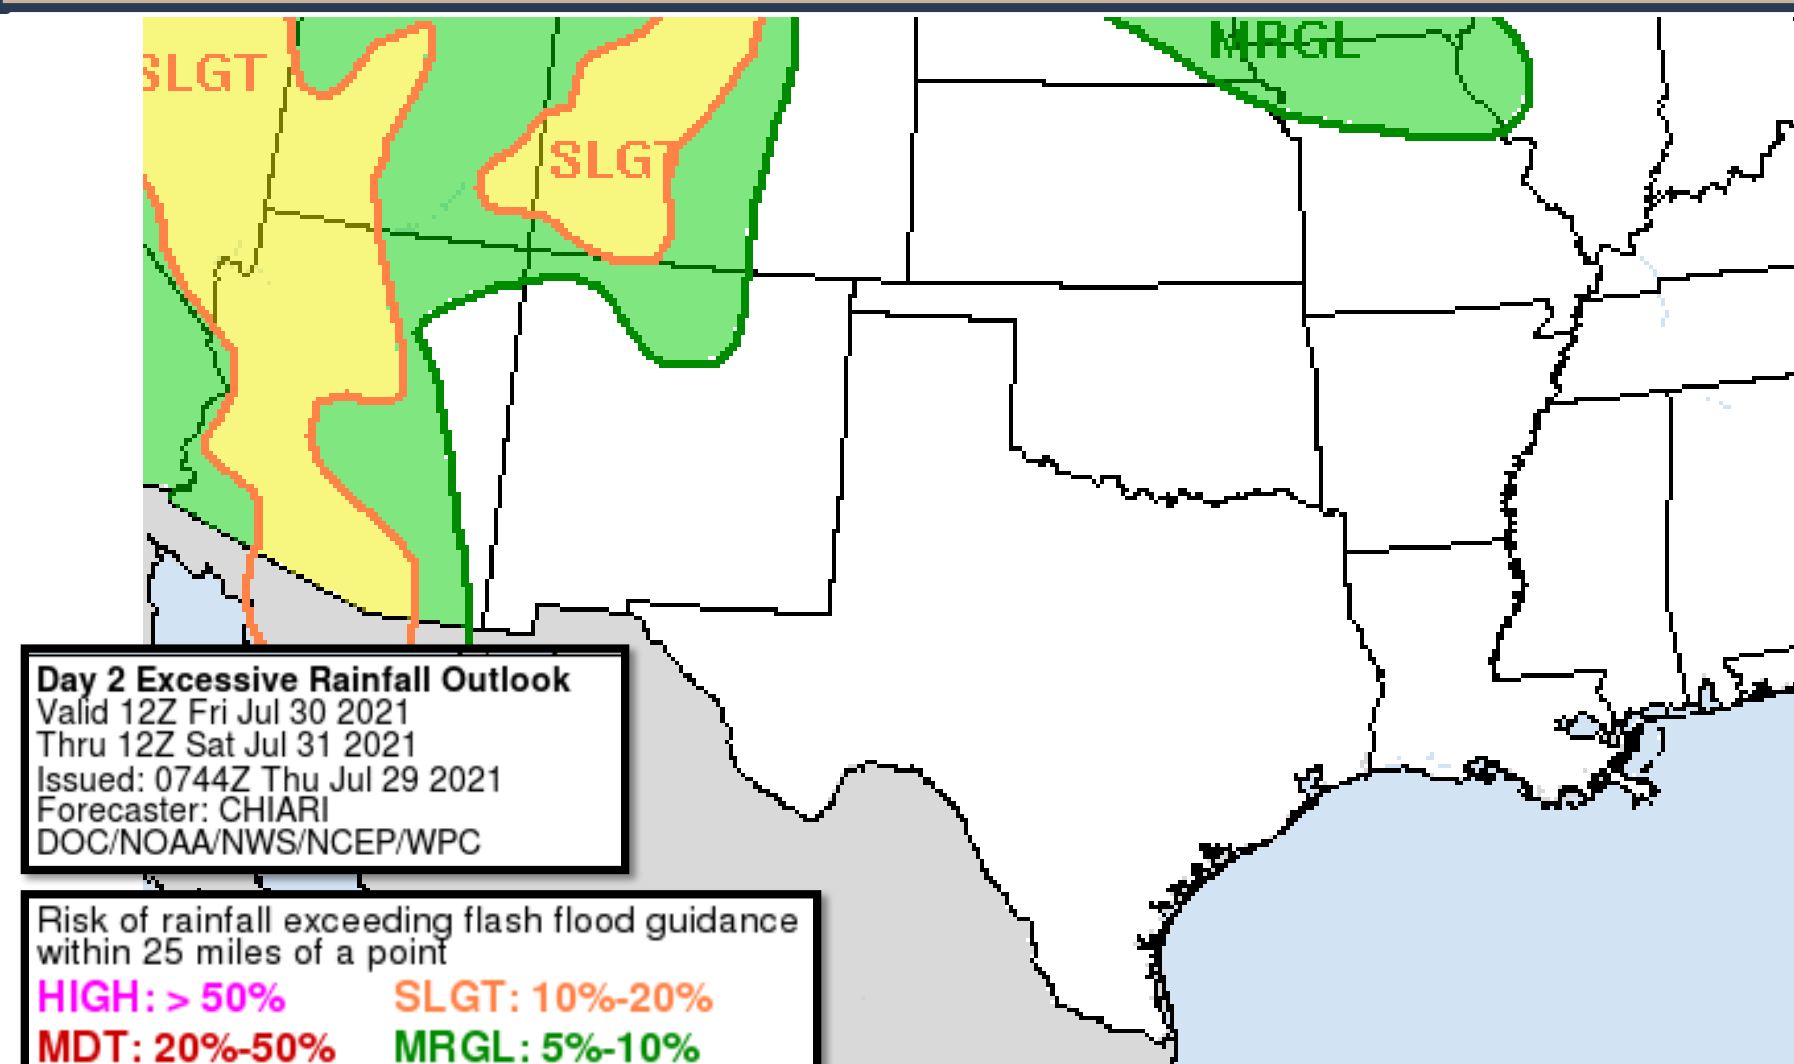 MRGL
SLGT
SLGT
Day 2 Excessive Rainfall Outlook
Valid 12Z Fri Jul 30 2021
Thru 12Z Sat Jul 31 2021
Issued: 0744Z Thu Jul 29 2021
Forecaster: CHIARI
DOC/NOAA/NWS/NCEP/WPC
Risk of rainfall exceeding flash flood guidance
within 25 miles of a point
HIGH: > 50% SLGT: 10%-20%
MDT: 20%-50% MRGL: 5%-10%